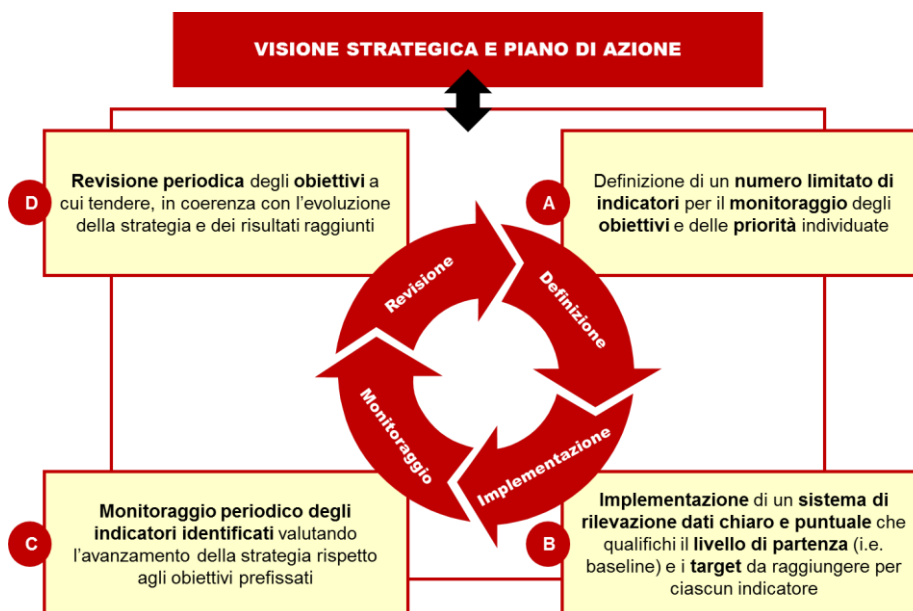 VISIONE STRATEGICA E PIANO DI AZIONE
D
Revisione periodica degli obiettivi a
cui tendere, in coerenza con l'evoluzione
della strategia e dei risultati raggiunti
A
Definizione di un numero limitato di
indicatori per il monitoraggio degli
obiettivi e delle priorità individuate
Revisione
Definizione
Monitoraggio
Implementazione
C
Monitoraggio periodico degli
indicatori identificati valutando
l'avanzamento della strategia rispetto
agli obiettivi prefissati
B
Implementazione di un sistema di
rilevazione dati chiaro e puntuale che
qualifichi il livello di partenza (i.e.
baseline) e i target da raggiungere per
ciascun indicatore